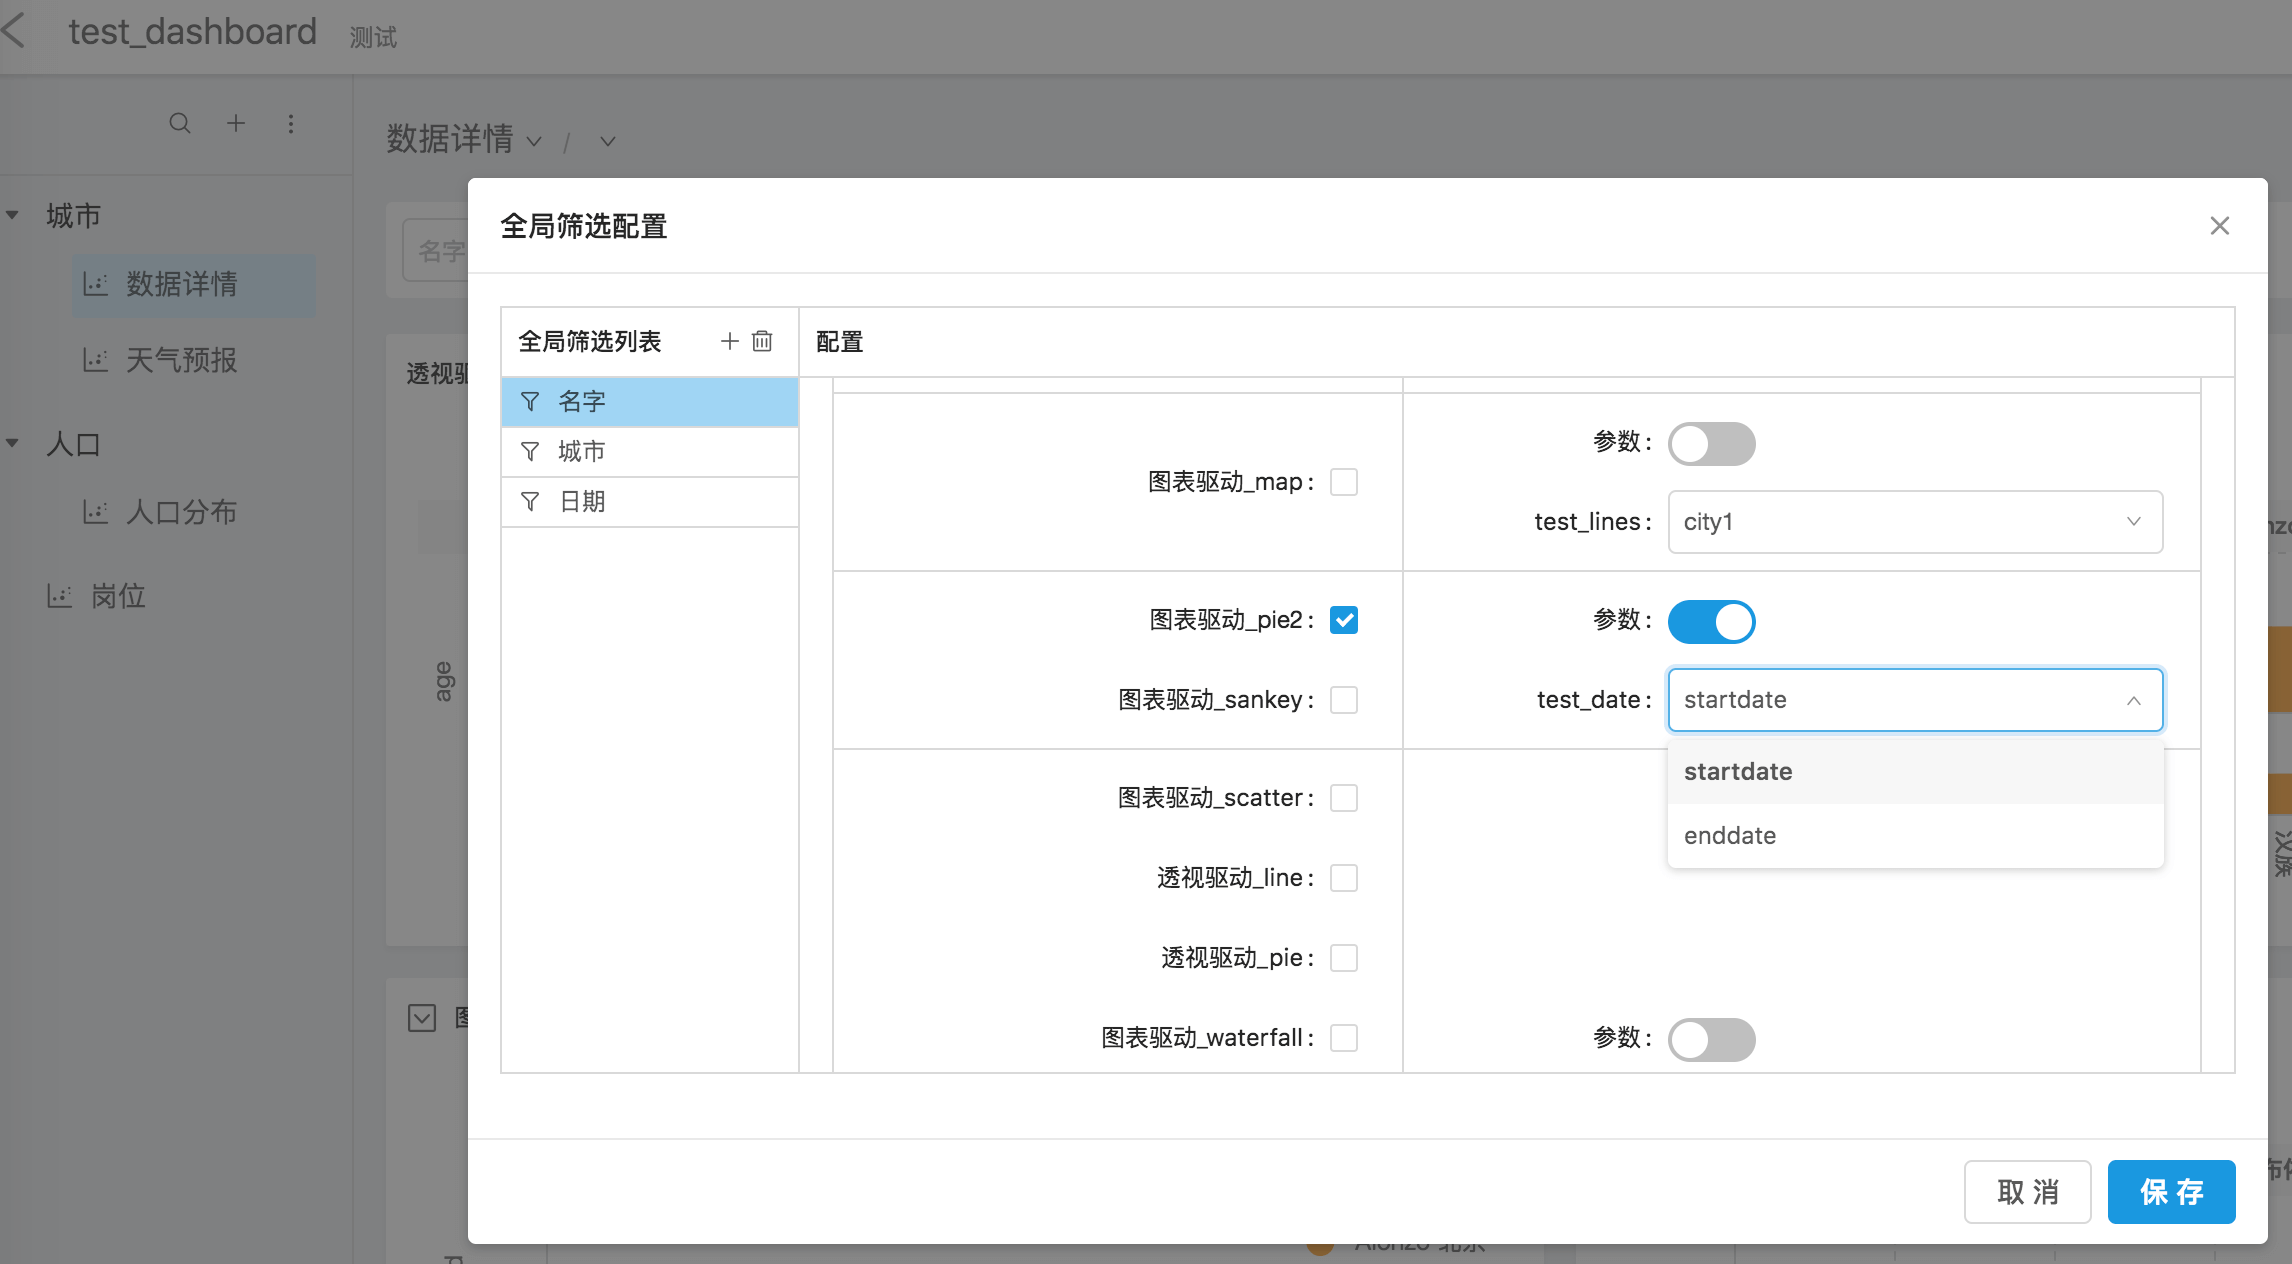 test_dashboard 测试
数据详情 /
城市
数据详情
天气预报
人口
人口分布
岗位
名字
age
全局筛选配置
全局筛选列表
配置
名字
城市
日期
图表驱动_map:
参数:
test_lines:
city1
图表驱动_pie2:
参数:
图表驱动_sankey:
test_date:
startdate
startdate
enddate
图表驱动_scatter:
透视驱动_line:
透视驱动_pie:
图表驱动_waterfall:
参数:
取 消
保 存
汉族